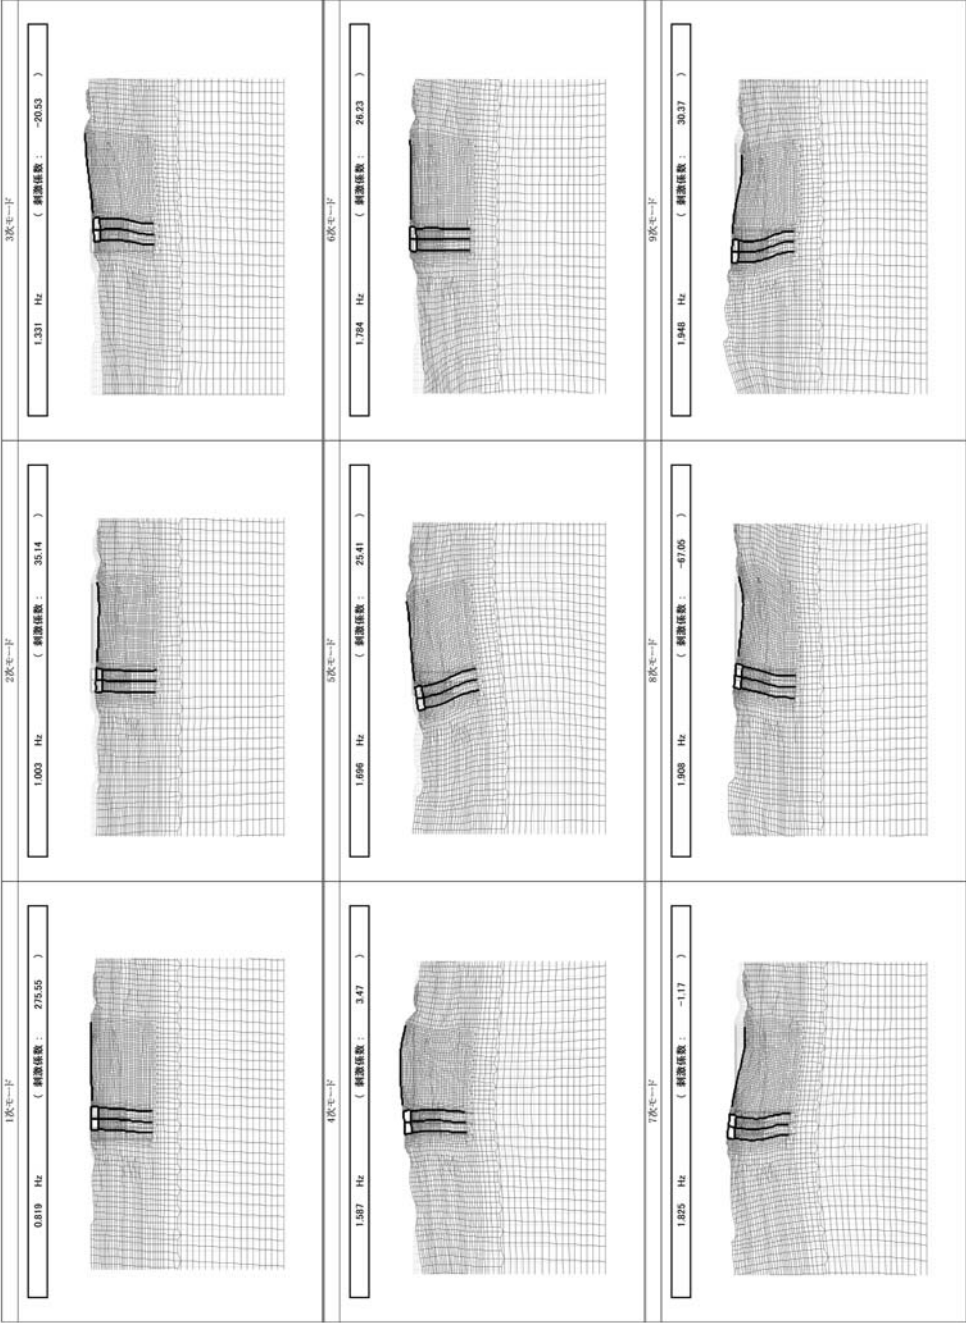 1次モード
0.819 Hz ( 刺激係数 : 275.55 )
2次モード
1.003 Hz ( 刺激係数 : 35.14 )
3次モード
1.331 Hz ( 刺激係数 : -20.53 )
4次モード
1.587 Hz ( 刺激係数 : 3.47 )
5次モード
1.696 Hz ( 刺激係数 : 25.41 )
6次モード
1.784 Hz ( 刺激係数 : 26.23 )
7次モード
1.825 Hz ( 刺激係数 : -1.17 )
8次モード
1.908 Hz ( 刺激係数 : -67.05 )
9次モード
1.948 Hz ( 刺激係数 : 30.37 )